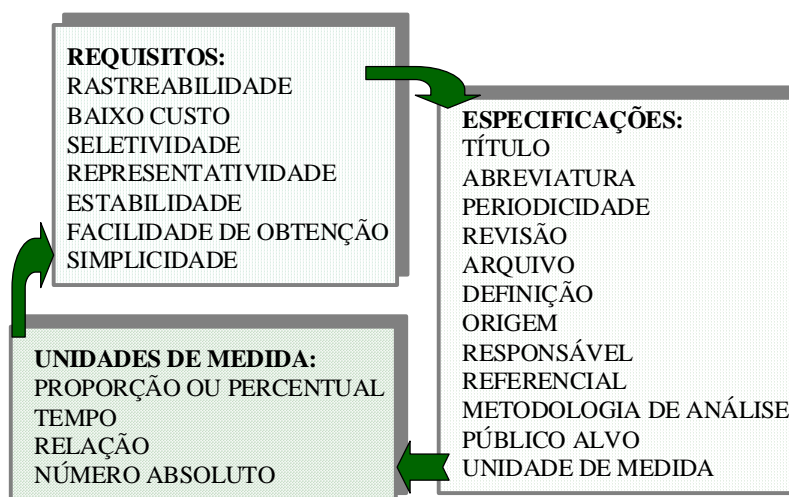 REQUISITOS:
RASTREABILIDADE
BAIXO CUSTO
SELETIVIDADE
REPRESENTATIVIDADE
ESTABILIDADE
FACILIDADE DE OBTENÇÃO
SIMPLICIDADE
ESPECIFICAÇÕES:
TÍTULO
ABREVIATURA
PERIODICIDADE
REVISÃO
ARQUIVO
DEFINIÇÃO
ORIGEM
RESPONSÁVEL
REFERENCIAL
METODOLOGIA DE ANÁLISE
PÚBLICO ALVO
UNIDADE DE MEDIDA
UNIDADES DE MEDIDA:
PROPORÇÃO OU PERCENTUAL
TEMPO
RELAÇÃO
NÚMERO ABSOLUTO